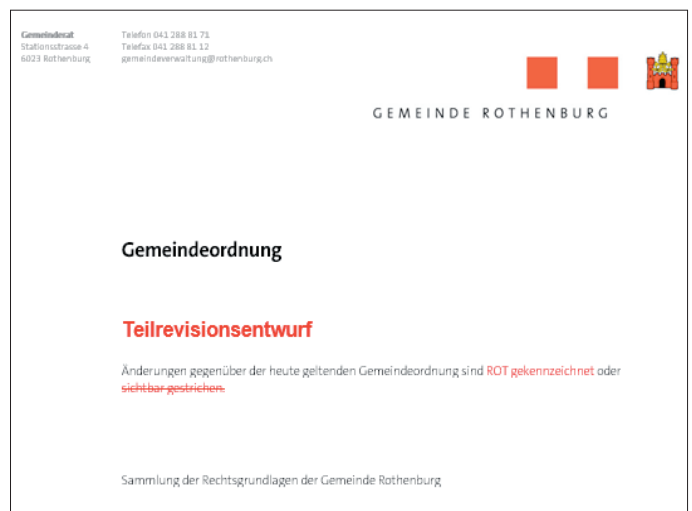 Gemeinderat
Stationsstrasse 4
6023 Rothenburg
Telefon 041 288 81 71
Telefax 041 288 81 12
gemeindeverwaltung@rothenburg.ch
GEMEINDE ROTHENBURG
Gemeindeordnung
Teilrevisionsentwurf
Änderungen gegenüber der heute geltenden Gemeindeordnung sind ROT gekennzeichnet oder
sichtbar gestrichen.
Sammlung der Rechtsgrundlagen der Gemeinde Rothenburg